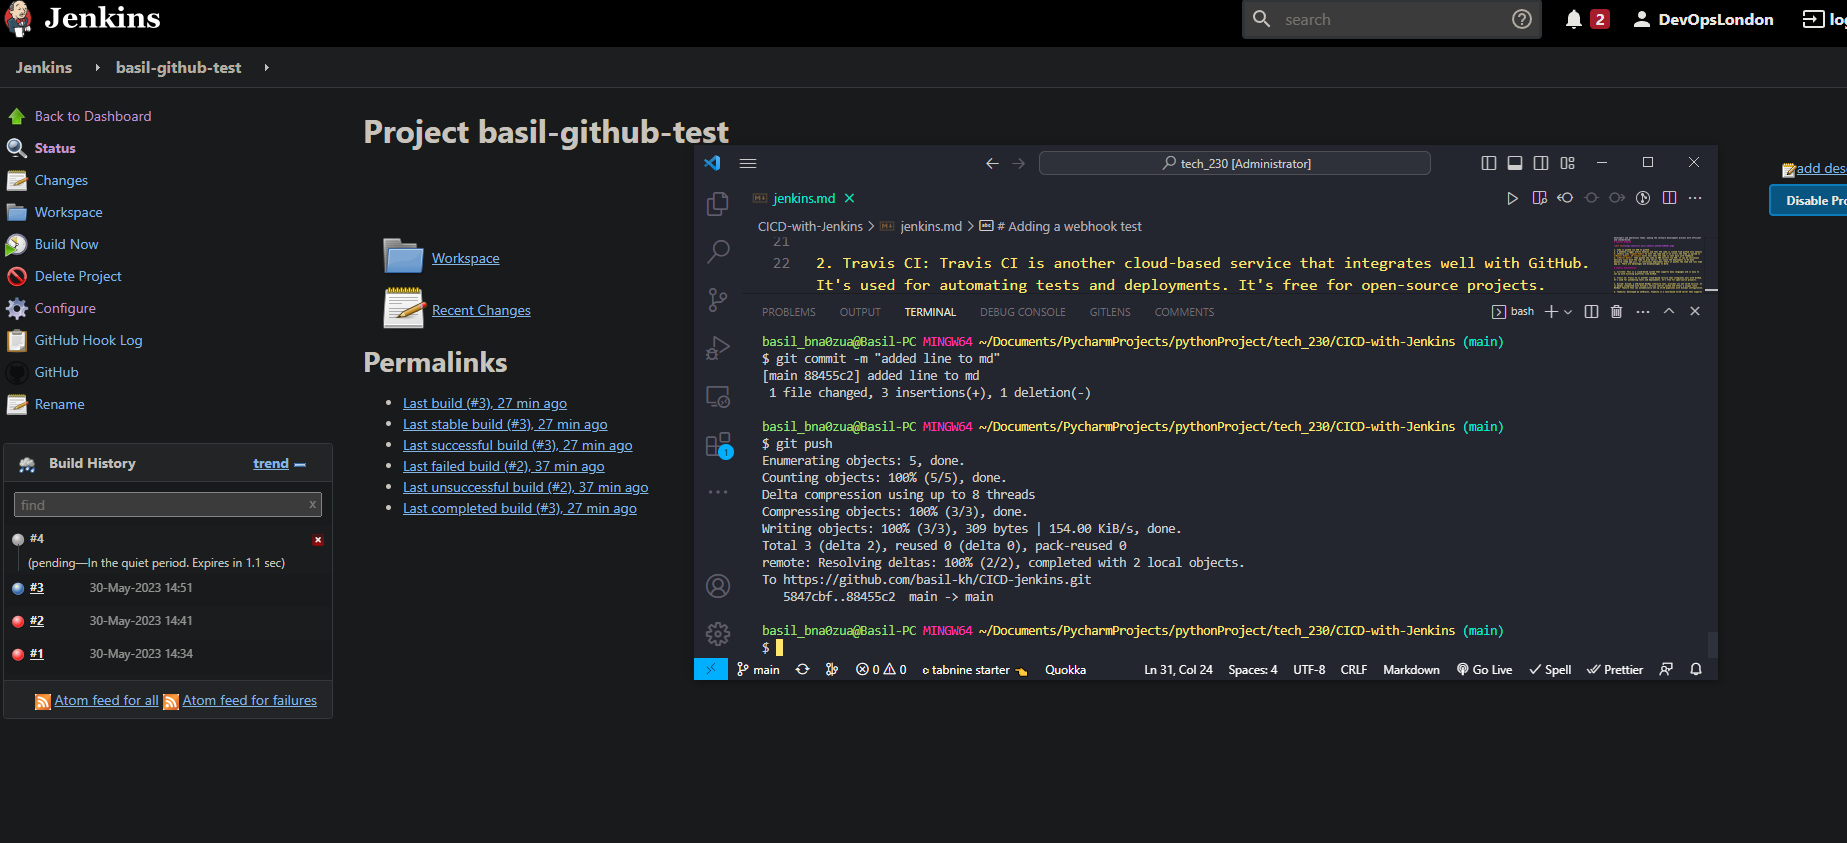 Jenkins
search
2
DevOpsLondon
Jenkins
basil-github-test
Back to Dashboard
Status
Changes
Workspace
Build Now
Delete Project
Configure
GitHub Hook Log
GitHub
Rename
Build History
trend
find
x
#4
(pending—In the quiet period. Expires in 1.1 sec)
#3 30-May-2023 14:51
#2 30-May-2023 14:41
#1 30-May-2023 14:34
Atom feed for all
Atom feed for failures
Project basil-github-test
Disable Pro
Workspace
Recent Changes
Permalinks
Last build (#3), 27 min ago
Last stable build (#3), 27 min ago
Last successful build (#3), 27 min ago
Last failed build (#2), 37 min ago
Last unsuccessful build (#2), 37 min ago
Last completed build (#3), 27 min ago
tech_230 [Administrator]
jenkins.md
CICD-with-Jenkins > jenkins.md > # Adding a webhook test
21
22 2. Travis CI: Travis CI is another cloud-based service that integrates well with GitHub.
It's used for automating tests and deployments. It's free for open-source projects.
PROBLEMS OUTPUT TERMINAL DEBUG CONSOLE GITLENS COMMENTS
bash
basil_bna0zua@Basil-PC MINGW64 ~/Documents/PycharmProjects/pythonProject/tech_230/CICD-with-Jenkins (main)
$ git commit -m "added line to md"
[main 88455c2] added line to md
1 file changed, 3 insertions(+), 1 deletion(-)
basil_bna0zua@Basil-PC MINGW64 ~/Documents/PycharmProjects/pythonProject/tech_230/CICD-with-Jenkins (main)
$ git push
Enumerating objects: 5, done.
Counting objects: 100% (5/5), done.
Delta compression using up to 8 threads
Compressing objects: 100% (3/3), done.
Writing objects: 100% (3/3), 309 bytes | 154.00 KiB/s, done.
Total 3 (delta 2), reused 0 (delta 0), pack-reused 0
remote: Resolving deltas: 100% (2/2), completed with 2 local objects.
To https://github.com/basil-kh/CICD-jenkins.git
5847cbf..88455c2 main -> main
basil_bna0zua@Basil-PC MINGW64 ~/Documents/PycharmProjects/pythonProject/tech_230/CICD-with-Jenkins (main)
$
1
main 0 0 tabnine starter Quokka Ln 31, Col 24 Spaces: 4 UTF-8 CRLF Markdown Go Live Spell Prettier